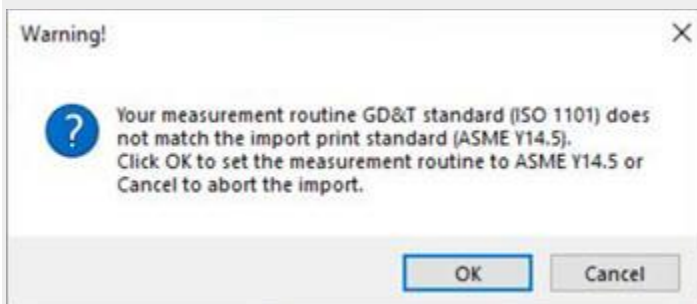 Warning!
Your measurement routine GD&T standard (ISO 1101) does
not match the import print standard (ASME Y14.5).
Click OK to set the measurement routine to ASME Y14.5 or
Cancel to abort the import.
OK Cancel